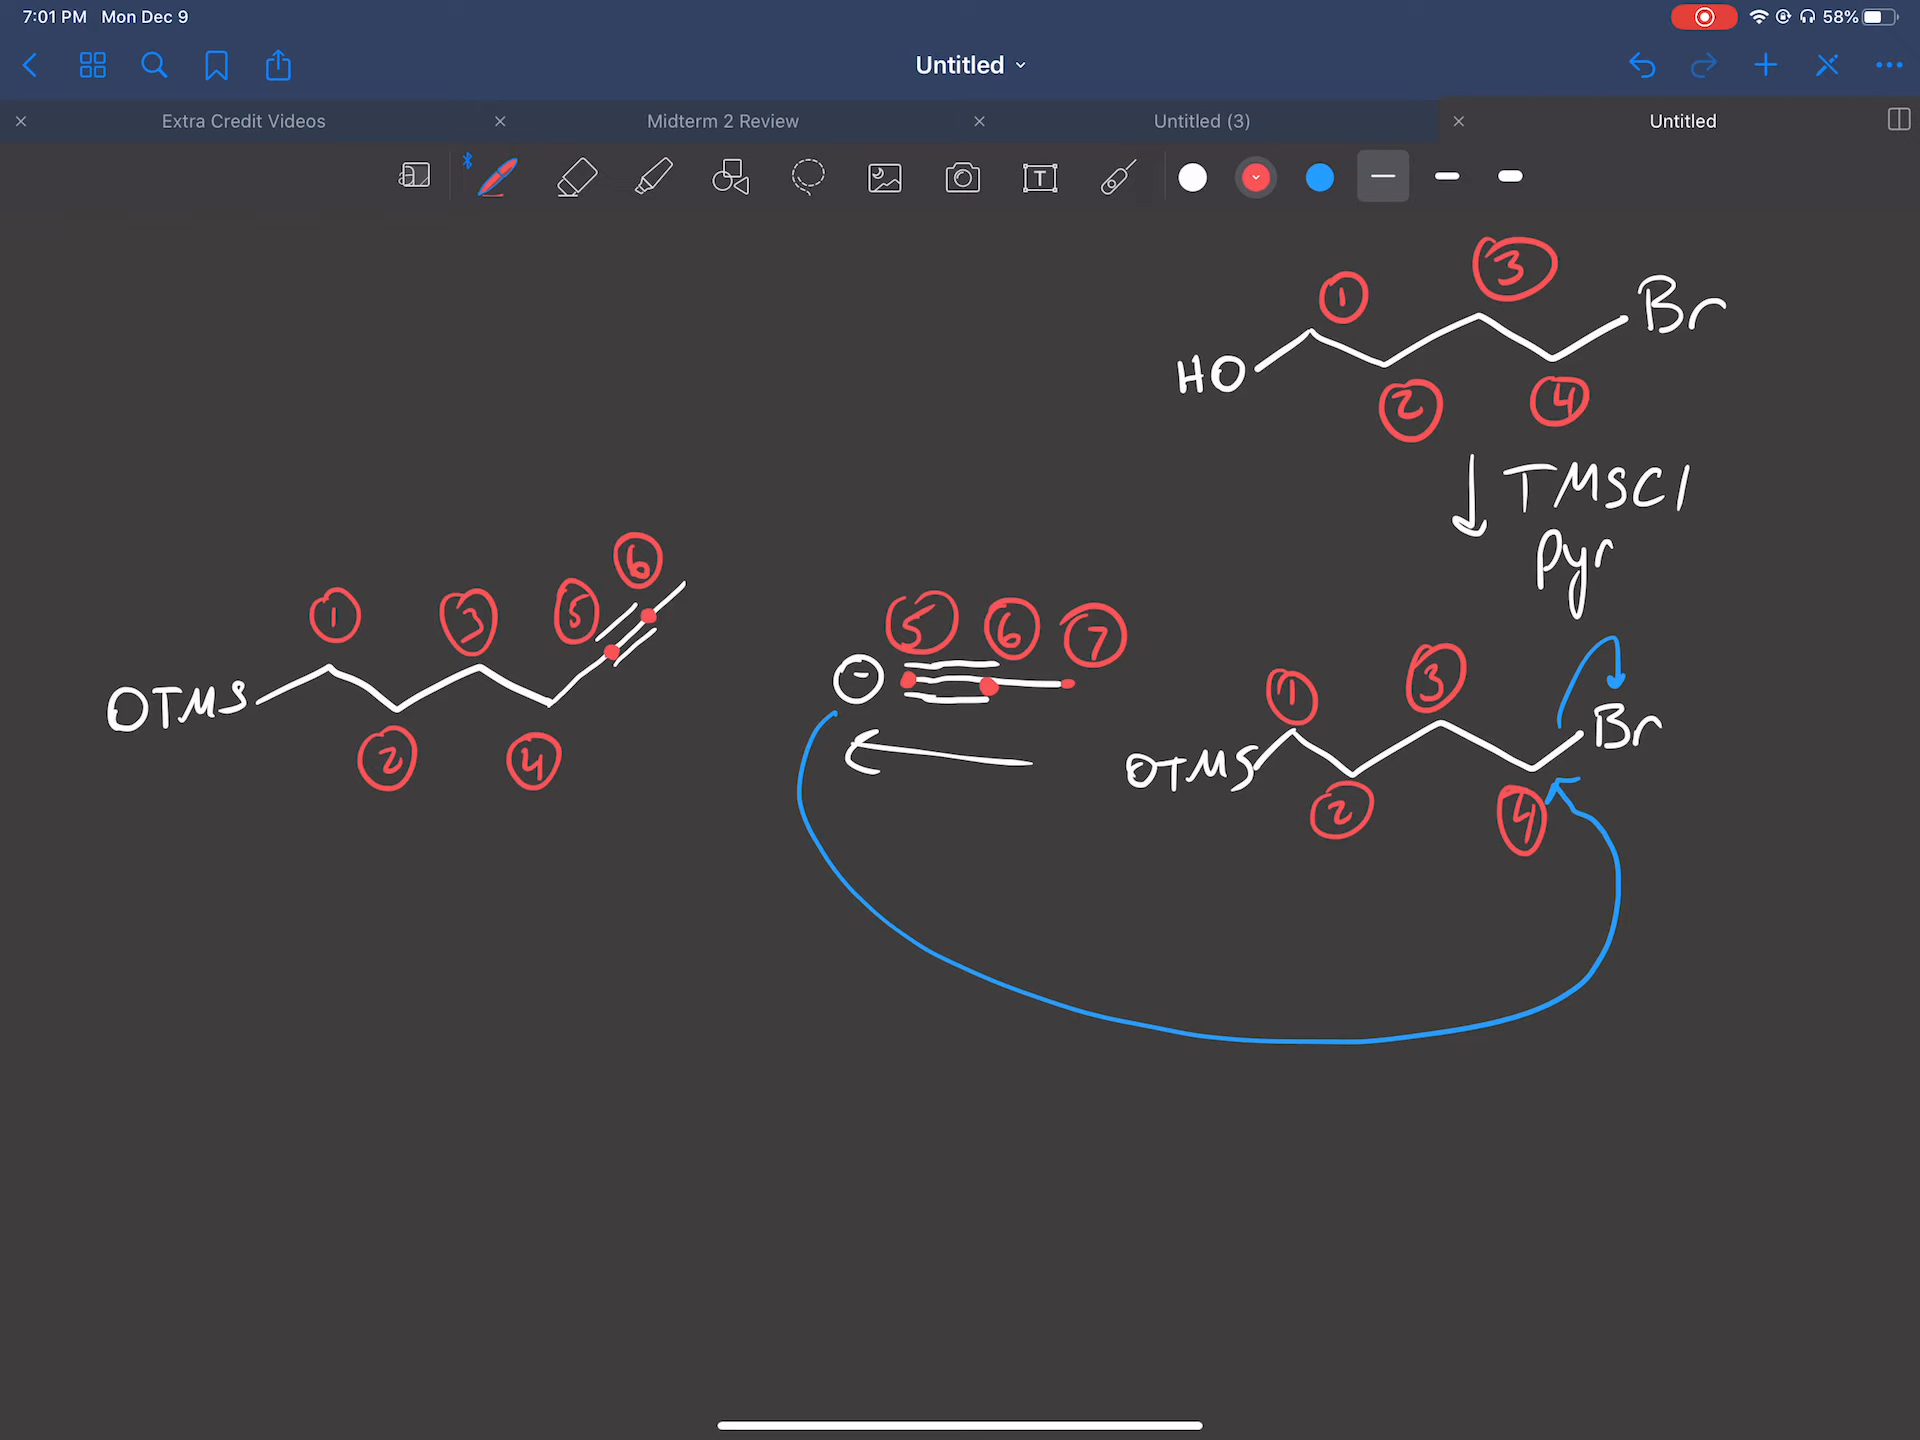 7:01 PM Mon Dec 9
58%
Untitled
Extra Credit Videos
Midterm 2 Review
Untitled (3)
Untitled
T
3
1
Br
HO
2
4
↓ TMSCl
Pyr
6
1
3
5
5
6
7
OTMS
⊖
1
3
Br
2
4
OTMS
2
4